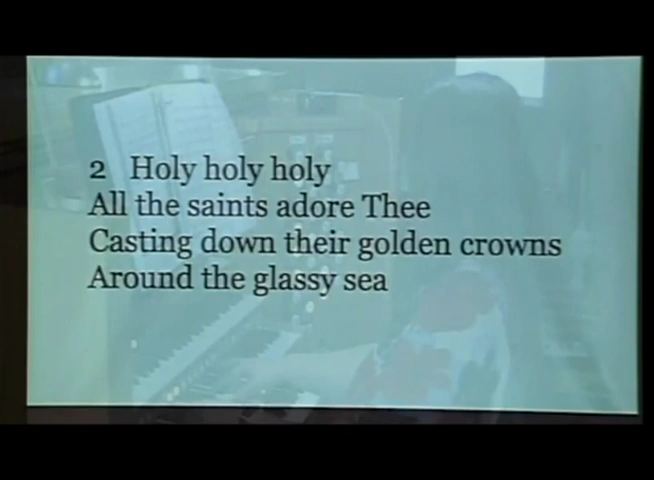 2 Holy holy holy
All the saints adore Thee
Casting down their golden crowns
Around the glassy sea